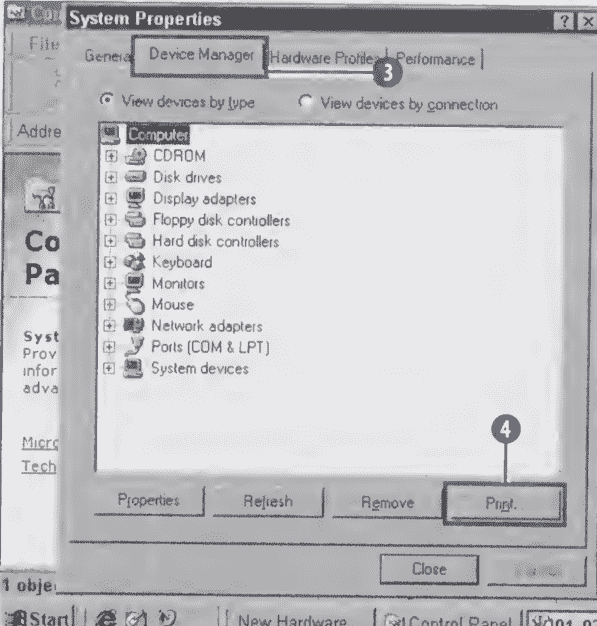 System Properties
File
General
Device Manager
Hardware Profiles
Performance
3
View devices by type
View devices by connection
Addre
Computer
CDROM
Disk drives
Display adapters
Floppy disk controllers
Hard disk controllers
Keyboard
Monitors
Mouse
Network adapters
Ports (COM & LPT)
System devices
Co
Pa
Syst
Prov
infor
adva
Micro
Tech
4
Properties
Refresh
Remove
Print...
Close
Cancel
1 obje
Start
New Hardware
Control Panel